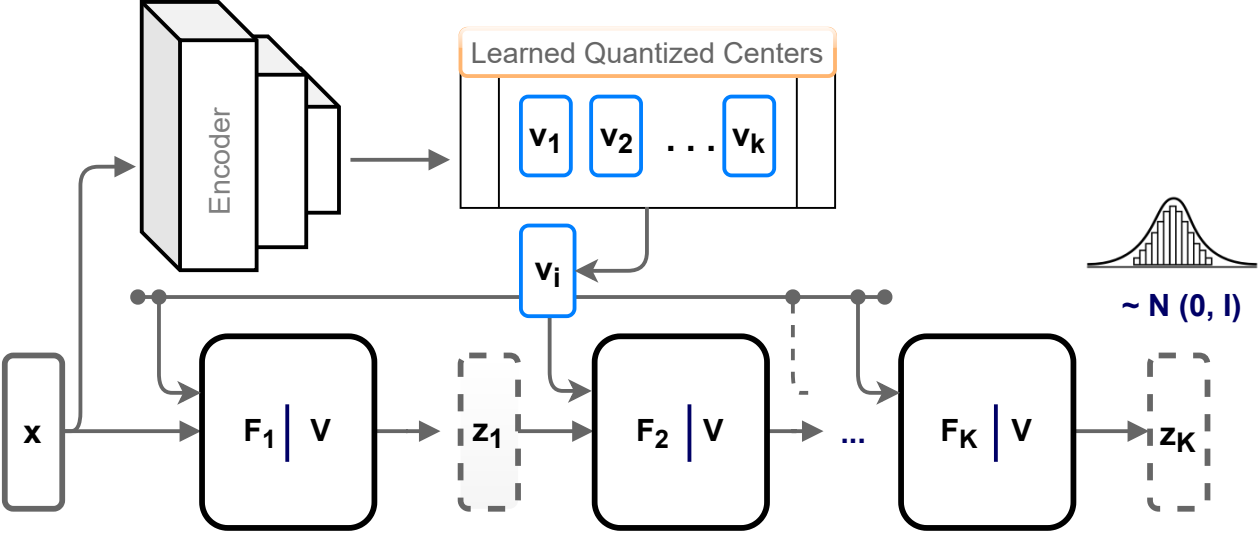 Learned Quantized Centers
Encoder
v1 v2 ... vk
vi
~ N (0, I)
x
F1 | V
z1
F2 | V
...
FK | V
zK